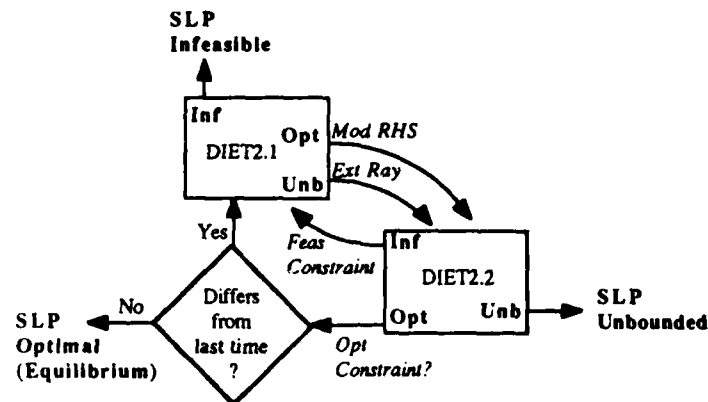 SLP
Infeasible
Inf
Opt
Mod RHS
DIET2.1
Ext Ray
Unb
Yes
Feas
Constraint
Inf
DIET2.2
Opt
Unb
SLP
Unbounded
No
Differs
from
last time
?
SLP
Optimal
(Equilibrium)
Opt
Constraint?